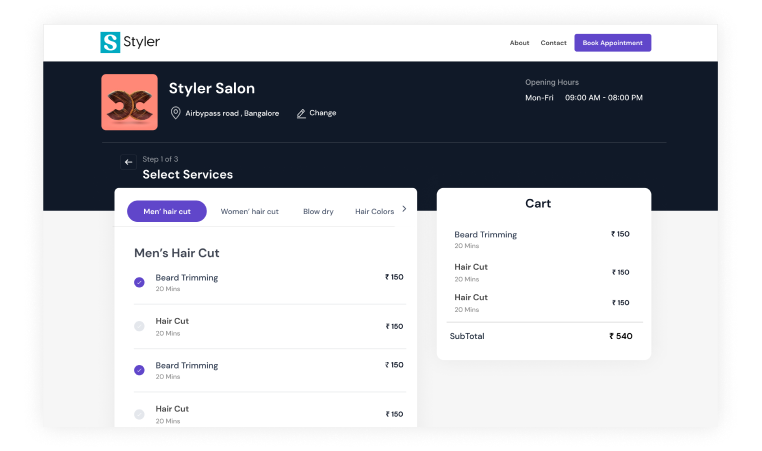 S Styler
About Contact Book Appointment
Styler Salon
Airbypass road , Bangalore Change
Opening Hours
Mon-Fri 09:00 AM - 08:00 PM
Step 1 of 3
Select Services
Men' hair cut Women' hair cut Blow dry Hair Colors
Men's Hair Cut
Beard Trimming ₹ 150
20 Mins
Hair Cut ₹ 150
20 Mins
Beard Trimming ₹ 150
20 Mins
Hair Cut ₹ 150
20 Mins
Cart
Beard Trimming ₹ 150
20 Mins
Hair Cut ₹ 150
20 Mins
Hair Cut ₹ 150
20 Mins
SubTotal ₹ 540